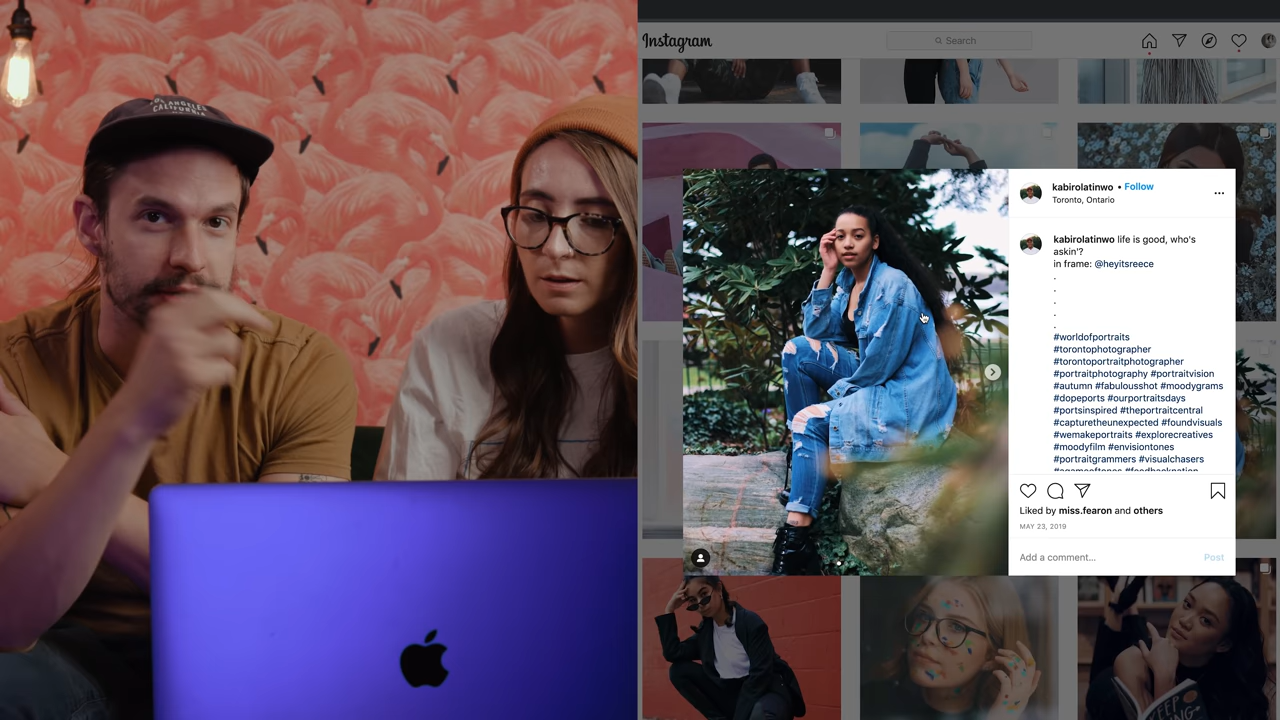 LOS ANGELES
CALIFORNIA
Instagram
Search
kabirolatinwo • Follow
Toronto, Ontario
kabirolatinwo life is good, who's
askin'?
in frame: @heyitsreece
.
.
.
.
.
#worldofportraits
#torontophotographer
#torontoportraitphotographer
#portraitphotography #portraitvision
#autumn #fabulousshot #moodygrams
#dopeports #ourportraitsdays
#portsinspired #theportraitcentral
#capturetheunexpected #foundvisuals
#wemakeportraits #explorecreatives
#moodyfilm #envisiontones
#portraitgrammers #visualchasers
#agameoftones #feedbacknation
Liked by miss.fearon and others
MAY 23, 2019
Add a comment... Post